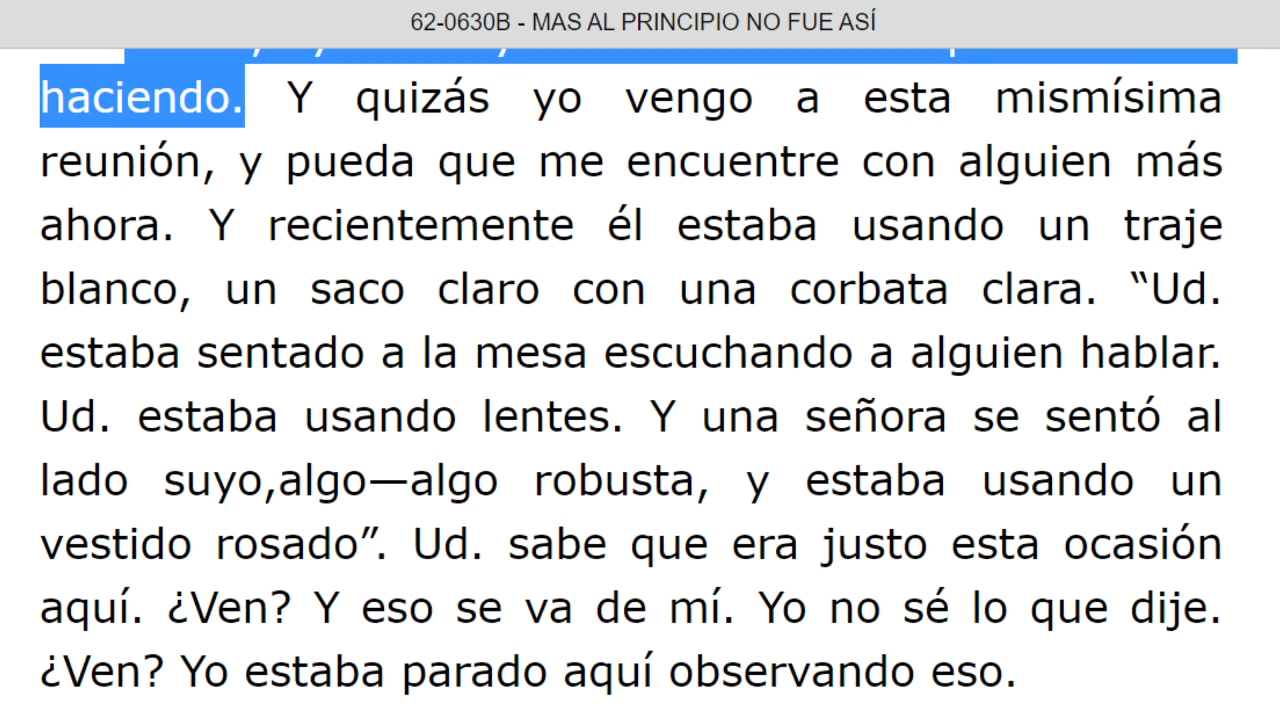 62-0630B - MAS AL PRINCIPIO NO FUE ASÍ
haciendo. Y quizás yo vengo a esta mismísima
reunión, y pueda que me encuentre con alguien más
ahora. Y recientemente él estaba usando un traje
blanco, un saco claro con una corbata clara. “Ud.
estaba sentado a la mesa escuchando a alguien hablar.
Ud. estaba usando lentes. Y una señora se sentó al
lado suyo,algo—algo robusta, y estaba usando un
vestido rosado”. Ud. sabe que era justo esta ocasión
aquí. ¿Ven? Y eso se va de mí. Yo no sé lo que dije.
¿Ven? Yo estaba parado aquí observando eso.